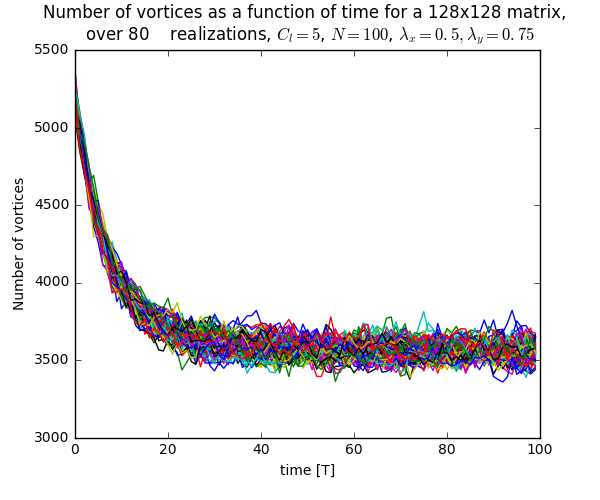 Number of vortices as a function of time for a 128x128 matrix,
over 80    realizations, $C_l = 5$, $N = 100$, $\lambda_x = 0.5, \lambda_y = 0.75$
5500
5000
4500
4000
3500
3000
Number of vortices
0 20 40 60 80 100
time [T]